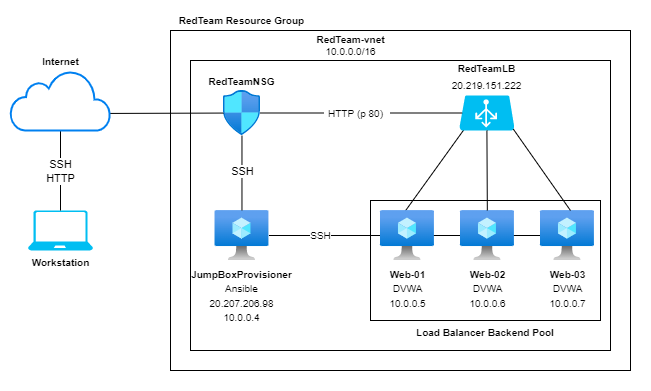 RedTeam Resource Group
RedTeam-vnet
10.0.0.0/16
Internet
RedTeamNSG
RedTeamLB
20.219.151.222
HTTP (p 80)
SSH
HTTP
SSH
SSH
Workstation
JumpBoxProvisioner
Ansible
20.207.206.98
10.0.0.4
Web-01
DVWA
10.0.0.5
Web-02
DVWA
10.0.0.6
Web-03
DVWA
10.0.0.7
Load Balancer Backend Pool